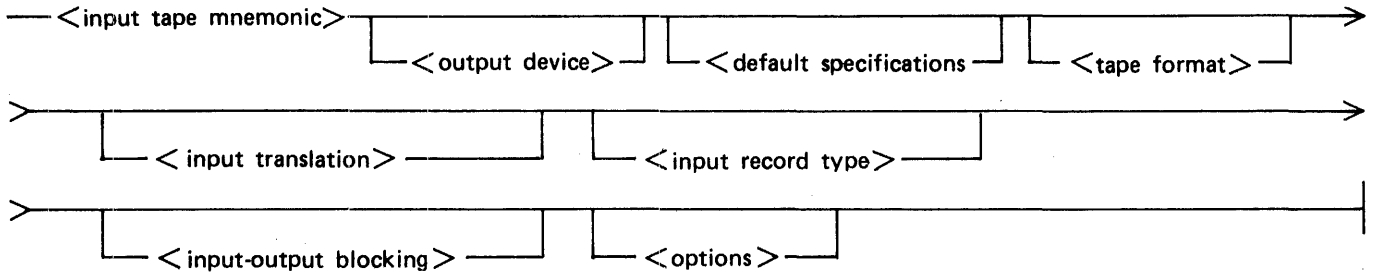 <input tape mnemonic>
<output device> <default specifications <tape format>
<input translation> <input record type>
<input-output blocking> <options>